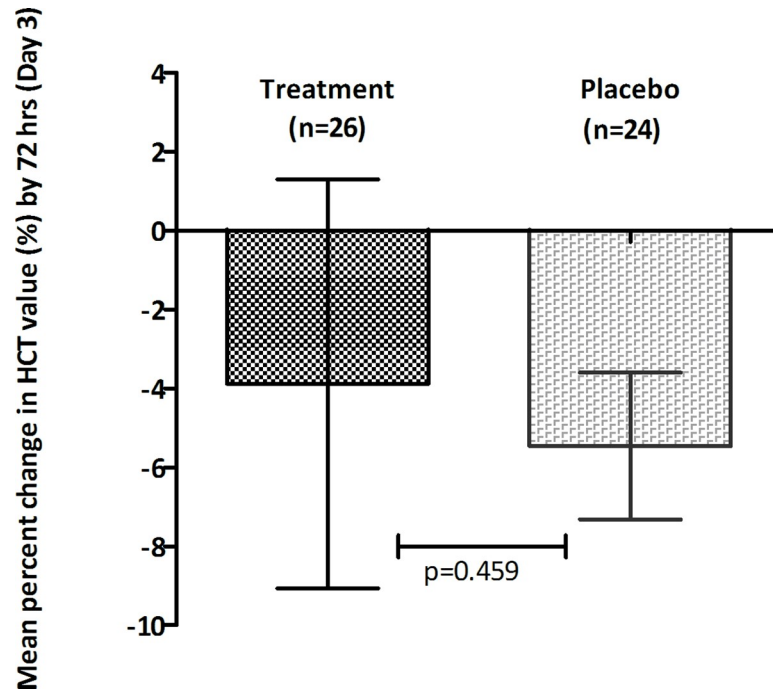 Mean percent change in HCT value (%) by 72 hrs (Day 3)
Treatment
(n=26)
Placebo
(n=24)
4
2
0
-2
-4
-6
-8
-10
p=0.459